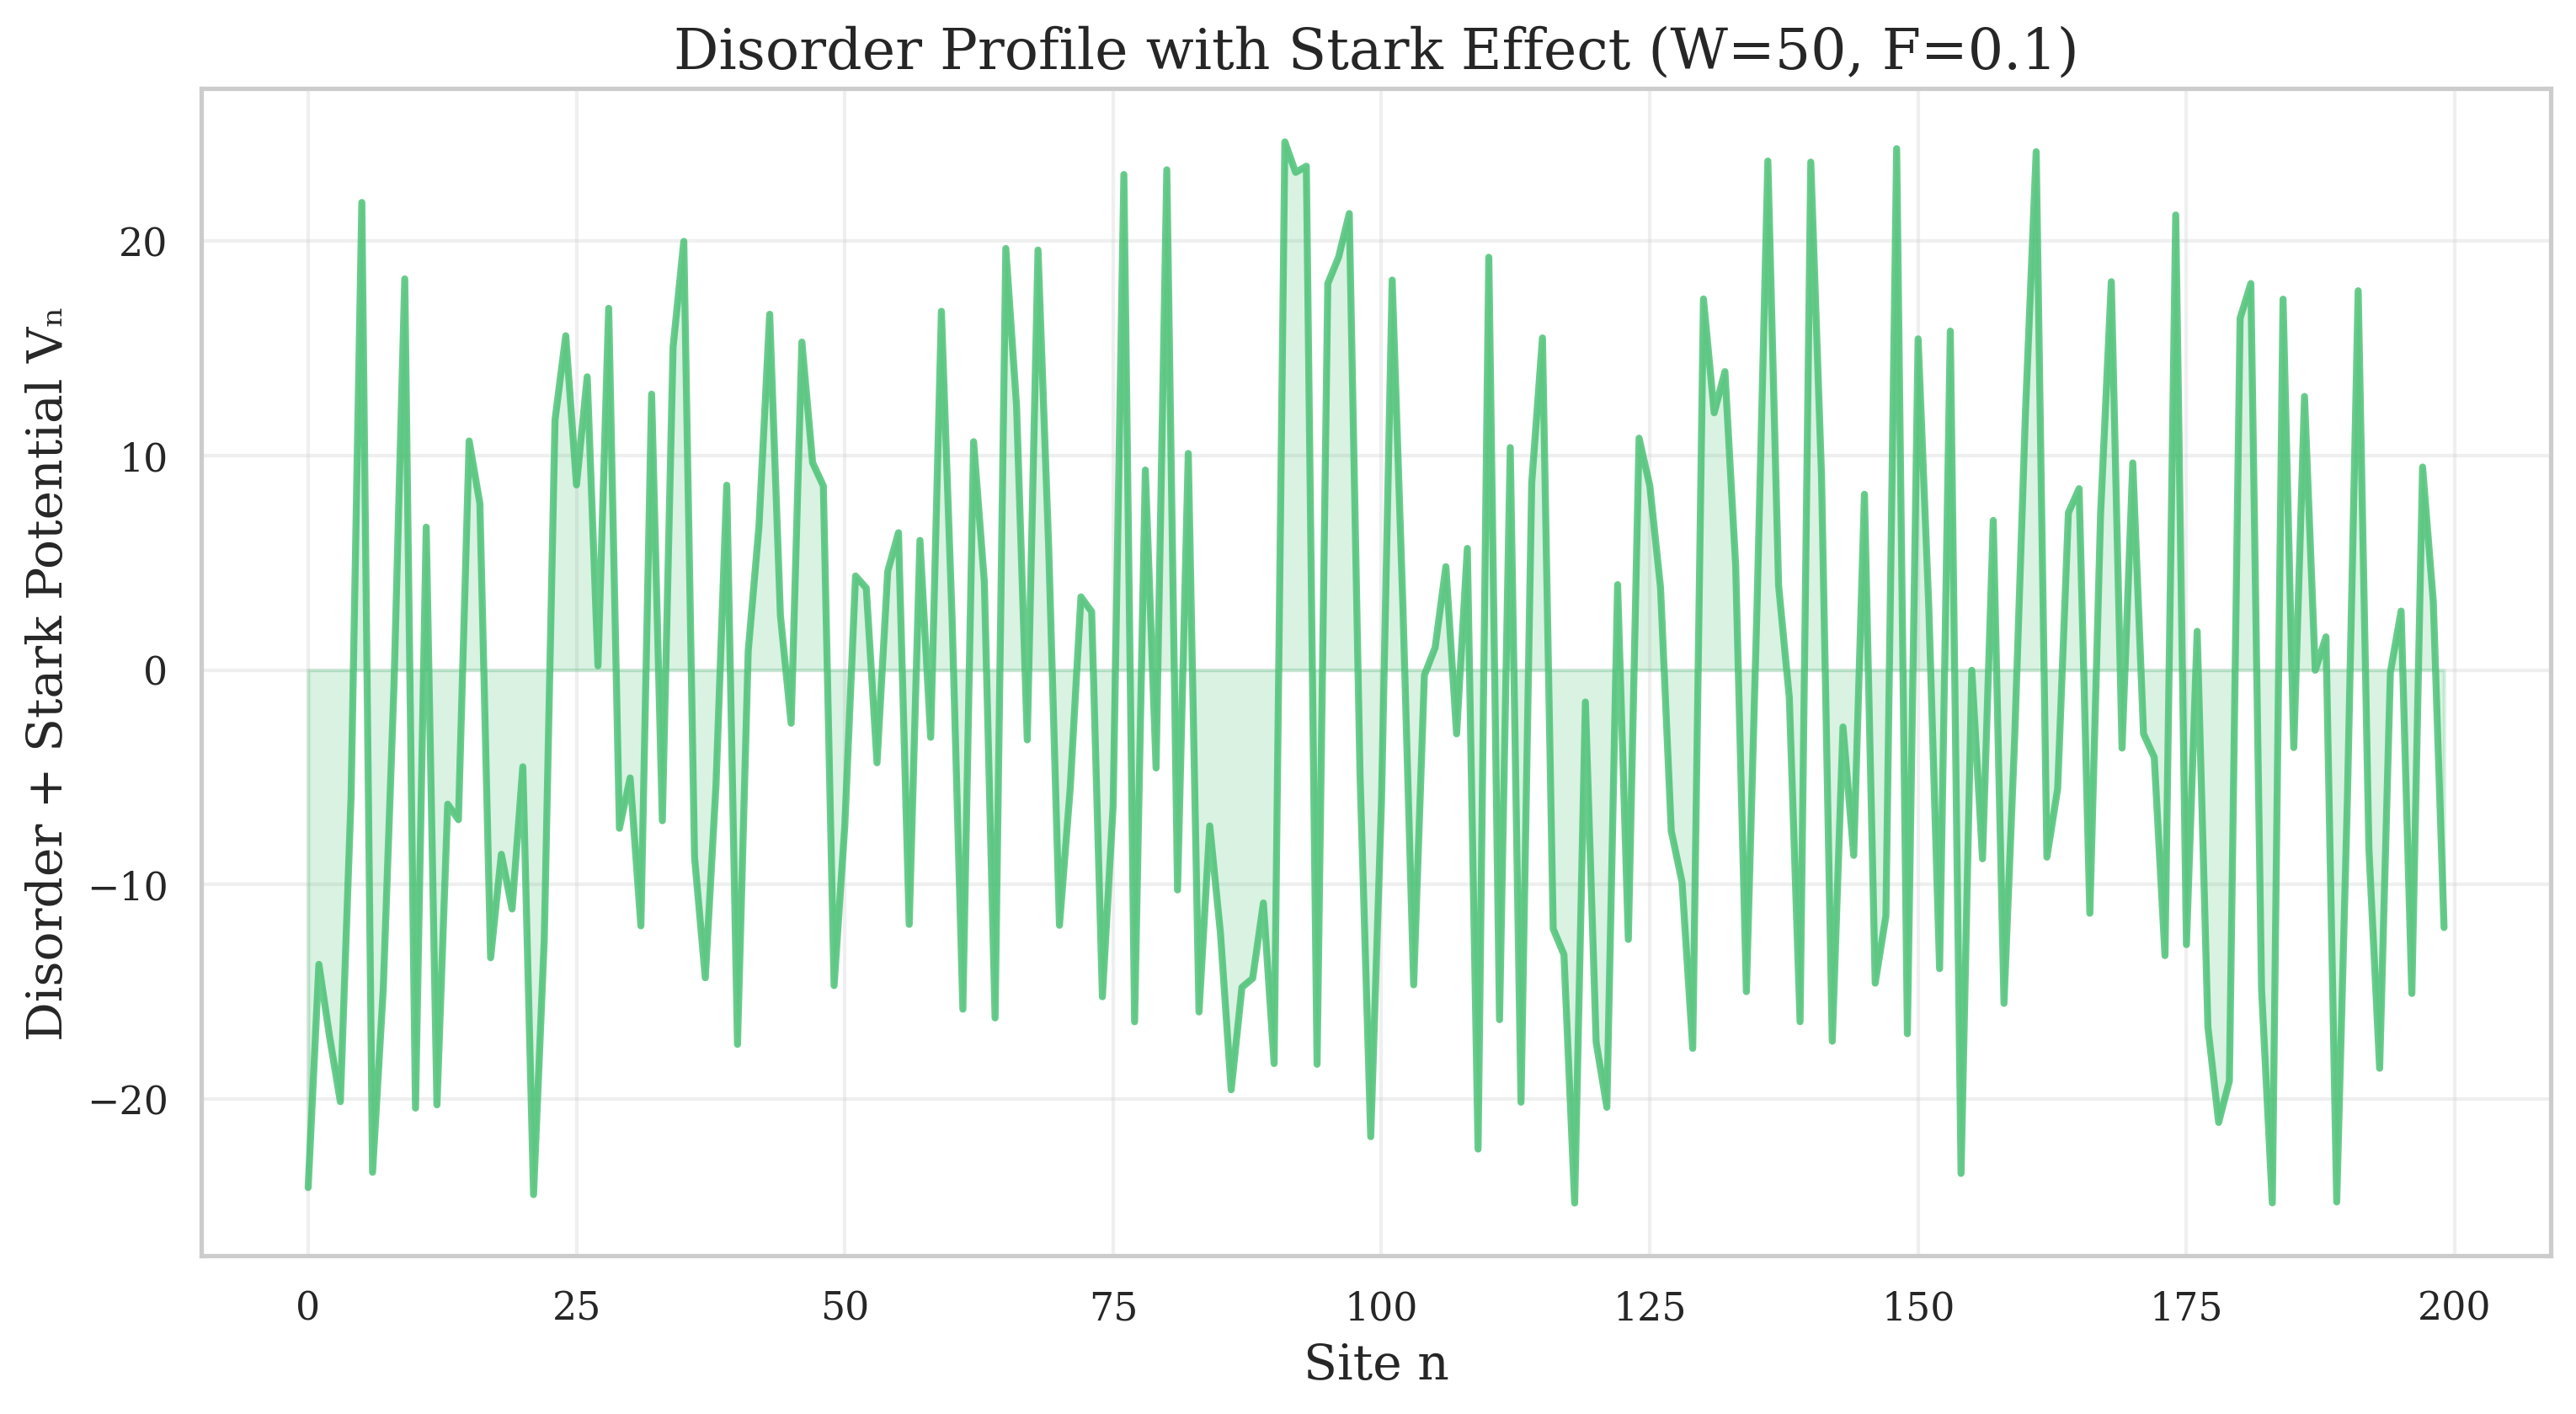 Disorder Profile with Stark Effect (W=50, F=0.1)
Disorder + Stark Potential Vₙ
20
10
0
−10
−20
0 25 50 75 100 125 150 175 200
Site n